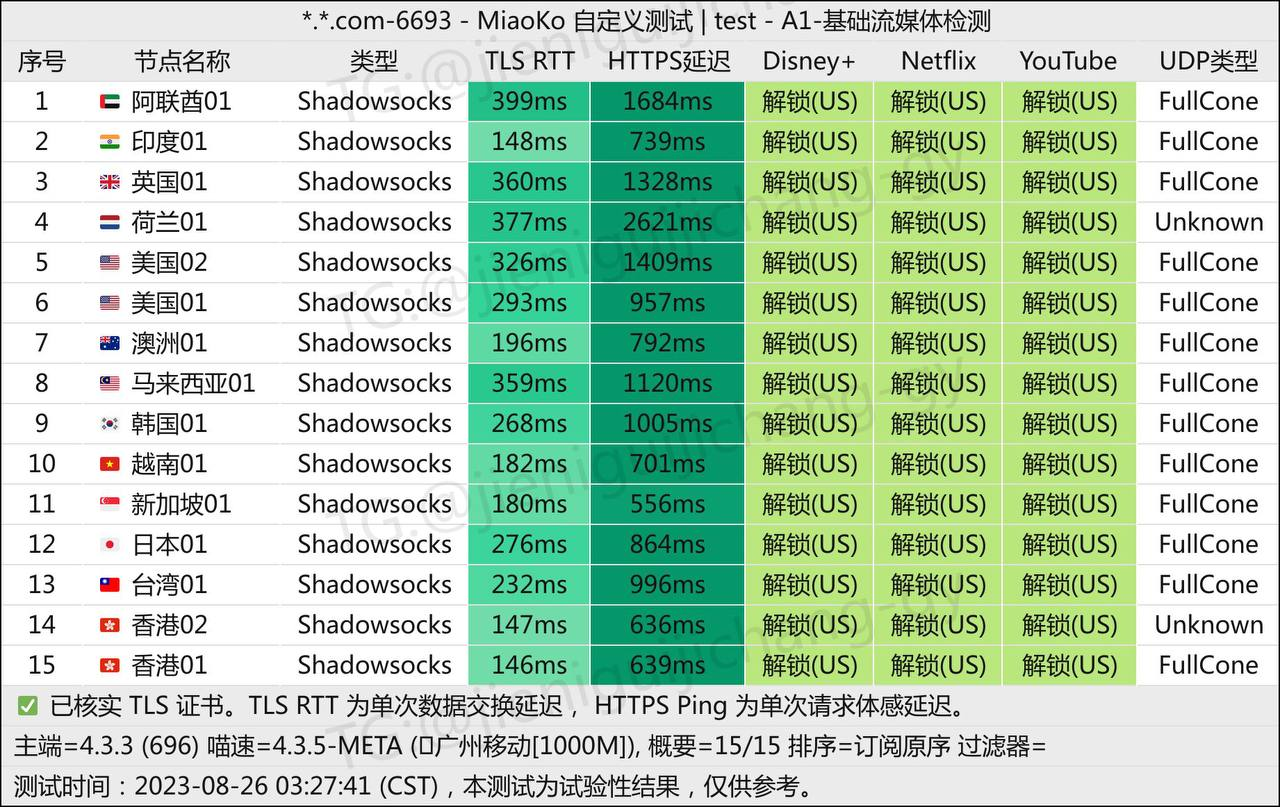 *.*.com-6693 - MiaoKo 自定义测试 | test - A1-基础流媒体检测
序号 节点名称 类型 TLS RTT HTTPS延迟 Disney+ Netflix YouTube UDP类型
1 阿联酋01 Shadowsocks 399ms 1684ms 解锁(US) 解锁(US) 解锁(US) FullCone
2 印度01 Shadowsocks 148ms 739ms 解锁(US) 解锁(US) 解锁(US) FullCone
3 英国01 Shadowsocks 360ms 1328ms 解锁(US) 解锁(US) 解锁(US) FullCone
4 荷兰01 Shadowsocks 377ms 2621ms 解锁(US) 解锁(US) 解锁(US) Unknown
5 美国02 Shadowsocks 326ms 1409ms 解锁(US) 解锁(US) 解锁(US) FullCone
6 美国01 Shadowsocks 293ms 957ms 解锁(US) 解锁(US) 解锁(US) FullCone
7 澳洲01 Shadowsocks 196ms 792ms 解锁(US) 解锁(US) 解锁(US) FullCone
8 马来西亚01 Shadowsocks 359ms 1120ms 解锁(US) 解锁(US) 解锁(US) FullCone
9 韩国01 Shadowsocks 268ms 1005ms 解锁(US) 解锁(US) 解锁(US) FullCone
10 越南01 Shadowsocks 182ms 701ms 解锁(US) 解锁(US) 解锁(US) FullCone
11 新加坡01 Shadowsocks 180ms 556ms 解锁(US) 解锁(US) 解锁(US) FullCone
12 日本01 Shadowsocks 276ms 864ms 解锁(US) 解锁(US) 解锁(US) FullCone
13 台湾01 Shadowsocks 232ms 996ms 解锁(US) 解锁(US) 解锁(US) FullCone
14 香港02 Shadowsocks 147ms 636ms 解锁(US) 解锁(US) 解锁(US) Unknown
15 香港01 Shadowsocks 146ms 639ms 解锁(US) 解锁(US) 解锁(US) FullCone
✅ 已核实 TLS 证书。TLS RTT 为单次数据交换延迟，HTTPS Ping 为单次请求体感延迟。
主端=4.3.3 (696) 喵速=4.3.5-META (▯广州移动[1000M]), 概要=15/15 排序=订阅原序 过滤器=
测试时间：2023-08-26 03:27:41 (CST)，本测试为试验性结果，仅供参考。
TG:@jieniguijichang-gy
TG:@jieniguijichang-gy
TG:@jieniguijichang-gy
TG:@jieniguijichang-gy